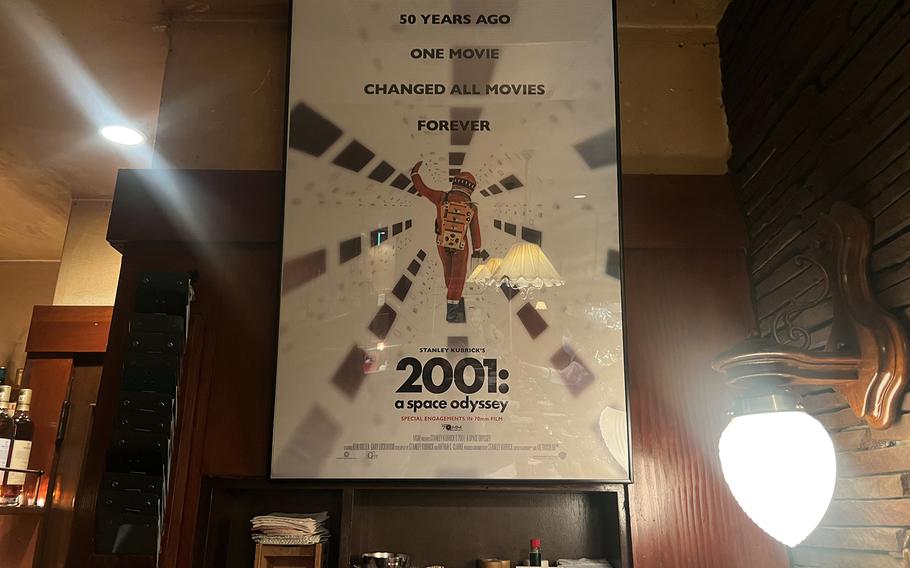 50 YEARS AGO
ONE MOVIE
CHANGED ALL MOVIES
FOREVER
STANLEY KUBRICK'S
2001:
a space odyssey
SPECIAL ENGAGEMENTS IN 70mm FILM
70MM